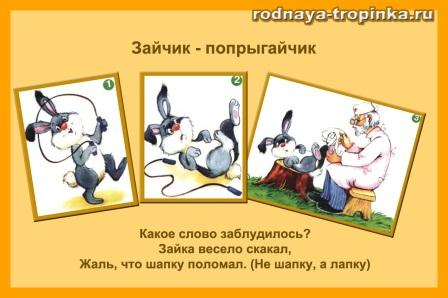 rodnaya-tropinka.ru
Зайчик - попрыгайчик
1
2
3
Какое слово заблудилось?
Зайка весело скакал,
Жаль, что шапку поломал. (Не шапку, а лапку)